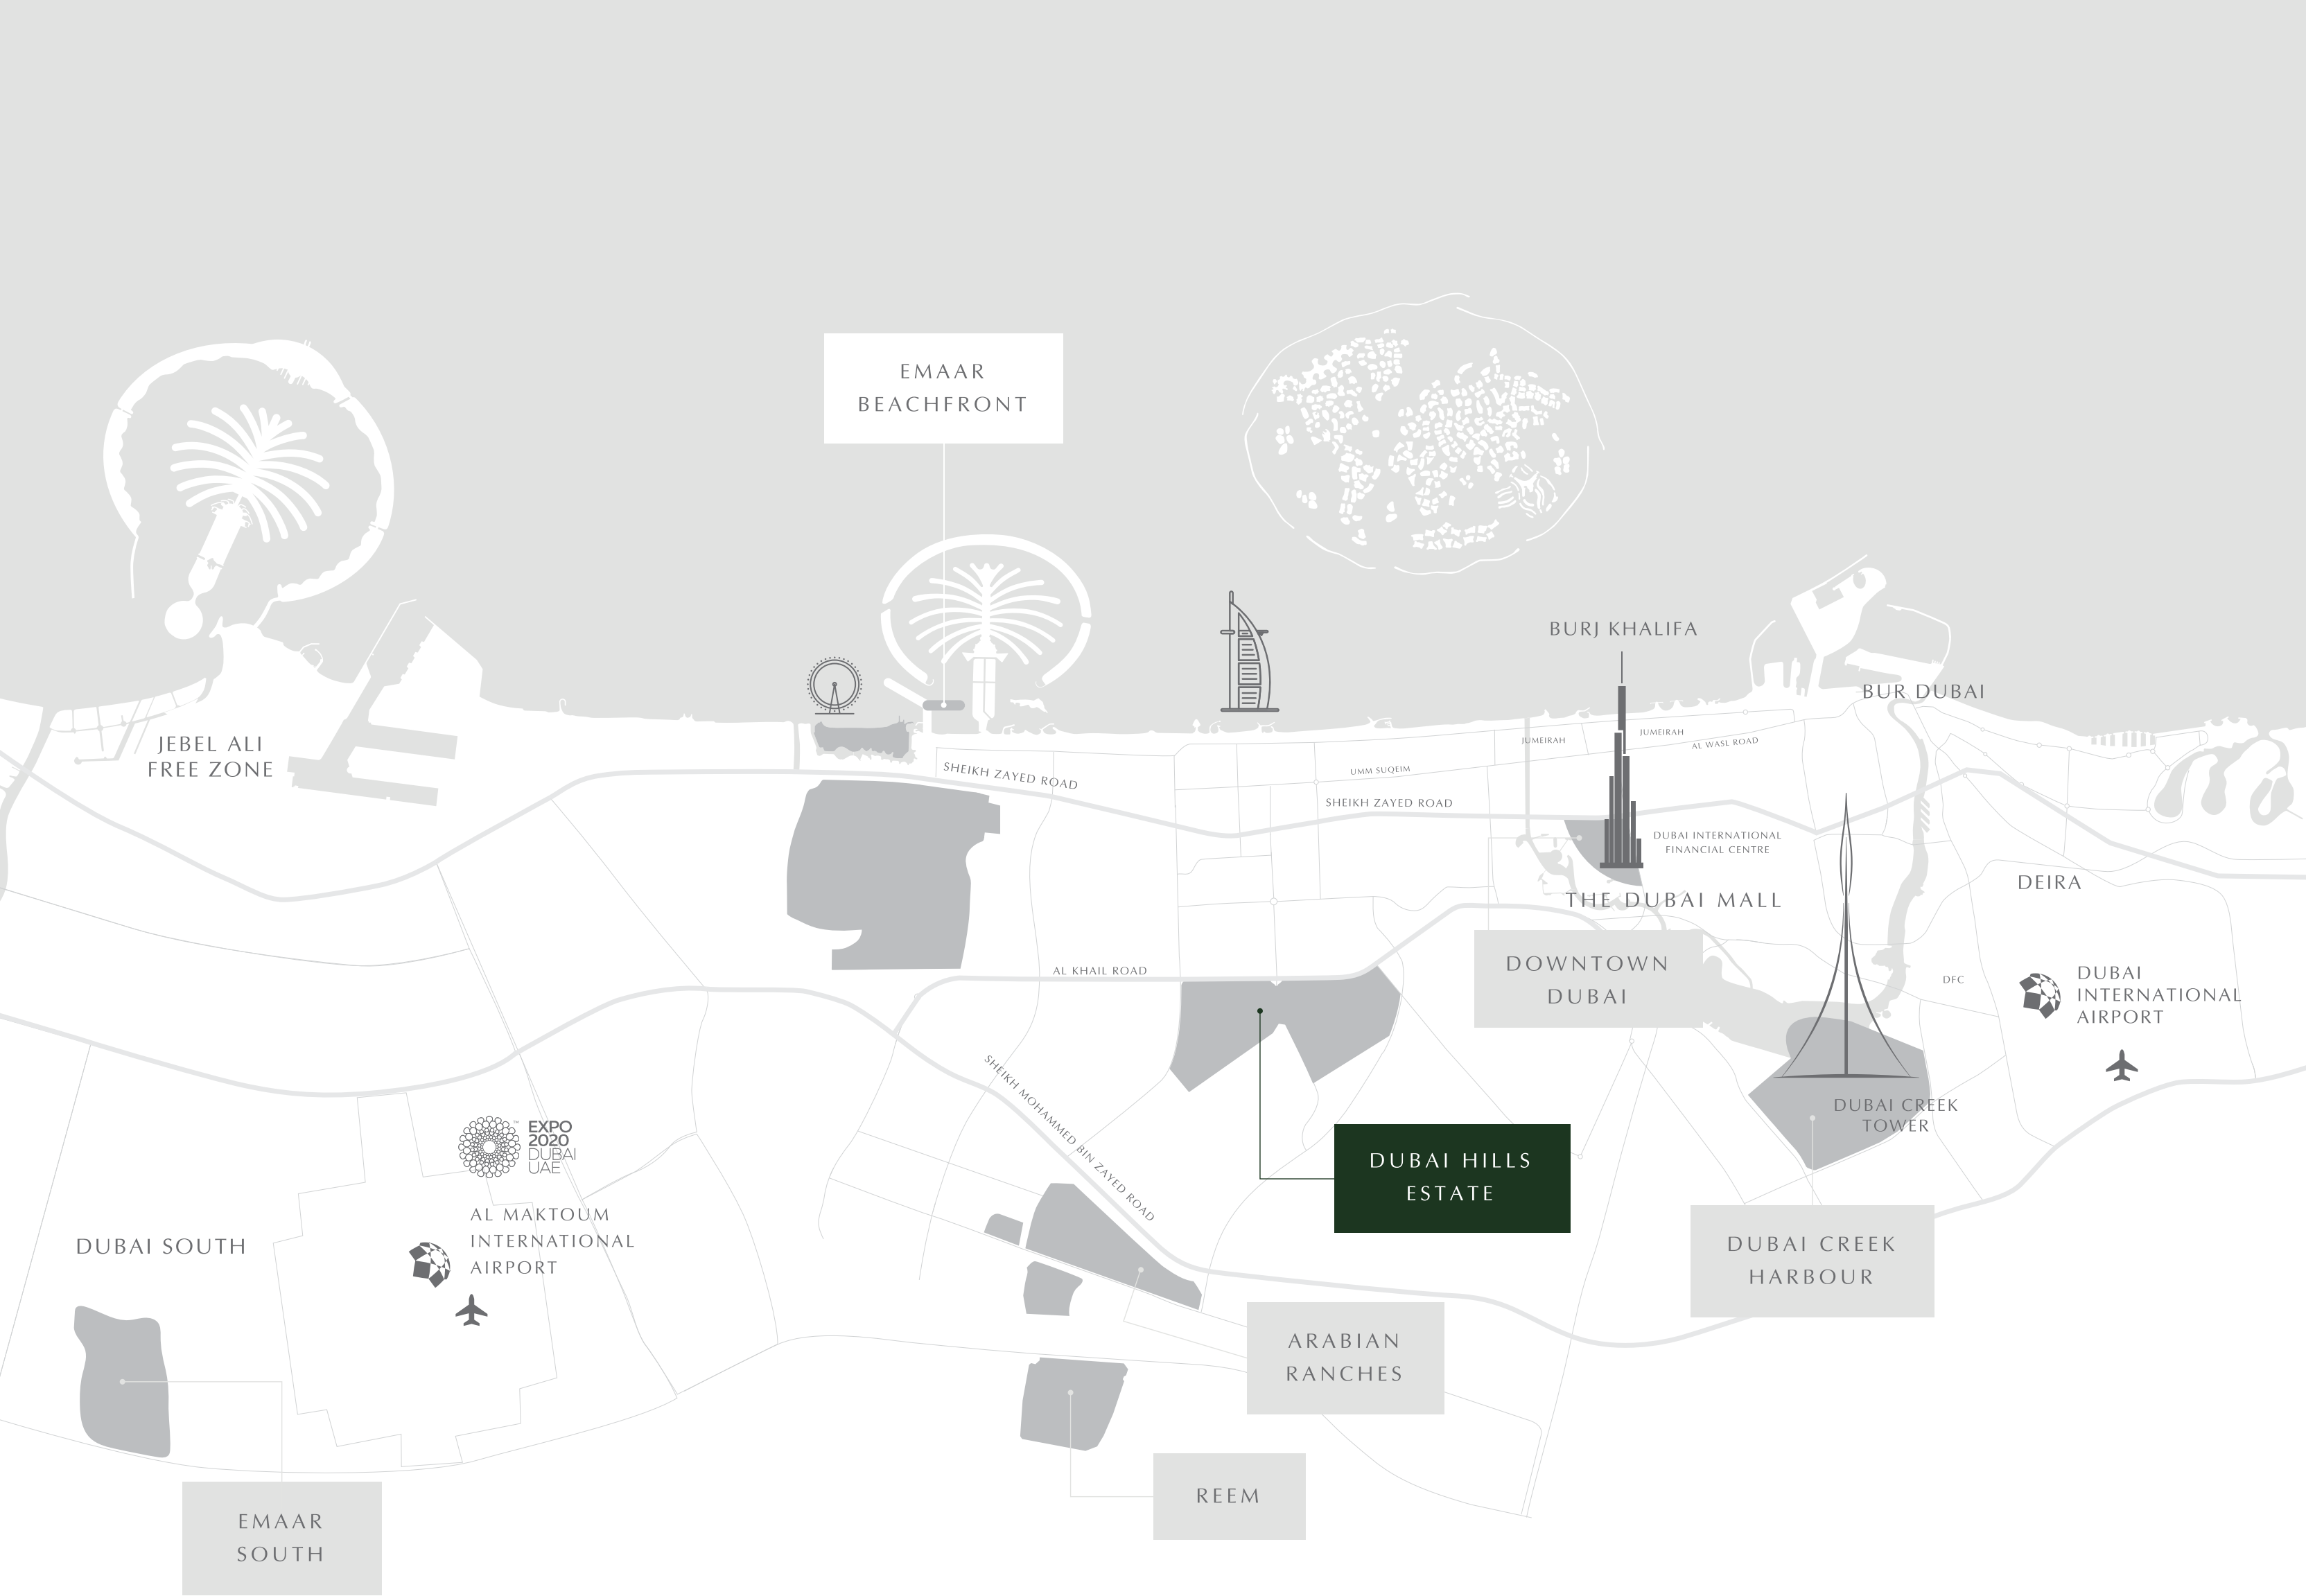 EMAAR
BEACHFRONT
BURJ KHALIFA
BUR DUBAI
JEBEL ALI
FREE ZONE
JUMEIRAH
JUMEIRAH
AL WASL ROAD
SHEIKH ZAYED ROAD
UMM SUQEIM
SHEIKH ZAYED ROAD
DUBAI INTERNATIONAL
FINANCIAL CENTRE
DEIRA
THE DUBAI MALL
DOWNTOWN
DUBAI
AL KHAIL ROAD
DFC
DUBAI
INTERNATIONAL
AIRPORT
SHEIKH MOHAMMED BIN ZAYED ROAD
DUBAI CREEK
TOWER
EXPO
2020
DUBAI
UAE
™
DUBAI HILLS
ESTATE
AL MAKTOUM
INTERNATIONAL
AIRPORT
DUBAI SOUTH
DUBAI CREEK
HARBOUR
ARABIAN
RANCHES
REEM
EMAAR
SOUTH